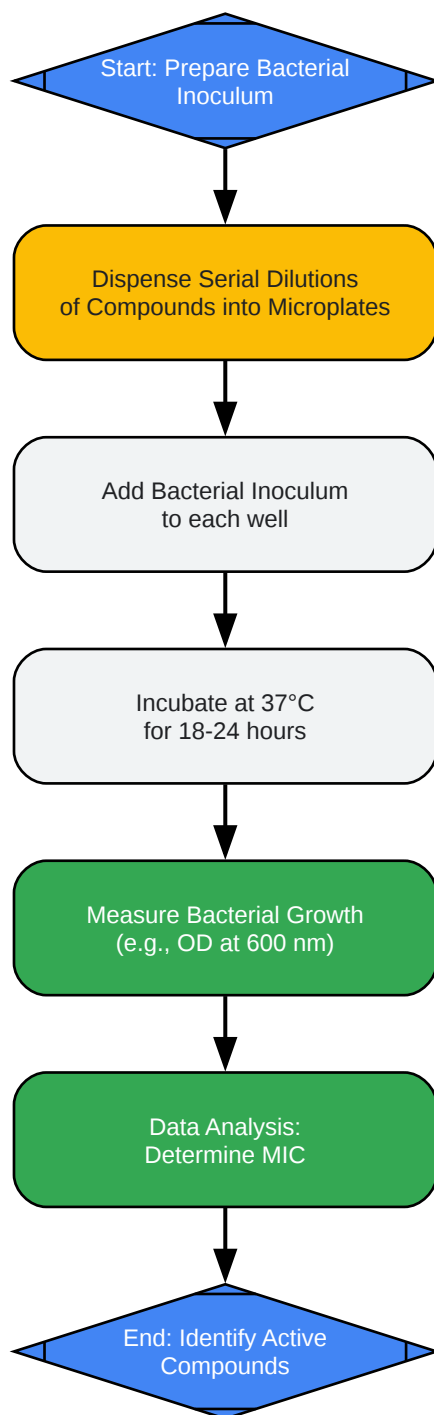 Start: Prepare Bacterial
Inoculum
Dispense Serial Dilutions
of Compounds into Microplates
Add Bacterial Inoculum
to each well
Incubate at 37°C
for 18-24 hours
Measure Bacterial Growth
(e.g., OD at 600 nm)
Data Analysis:
Determine MIC
End: Identify Active
Compounds